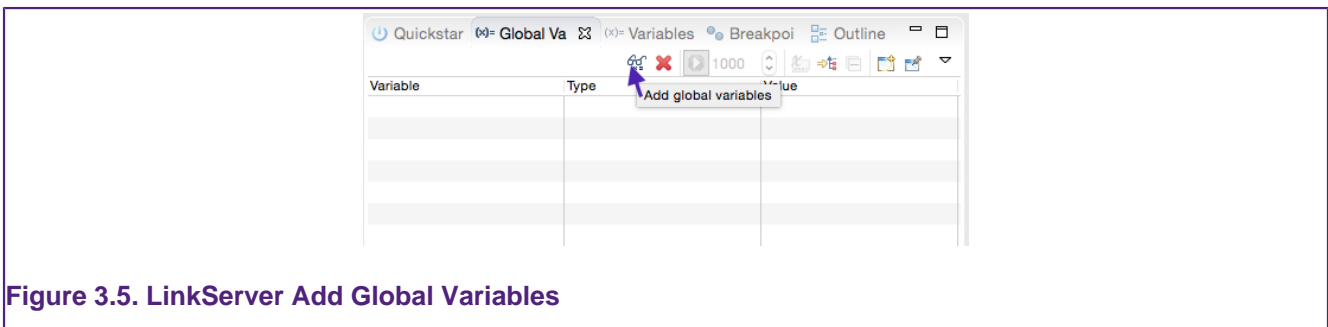 Quickstar (x)= Global Va (x)= Variables Breakpoi Outline
1000
Variable Type Value
Add global variables
Figure 3.5. LinkServer Add Global Variables